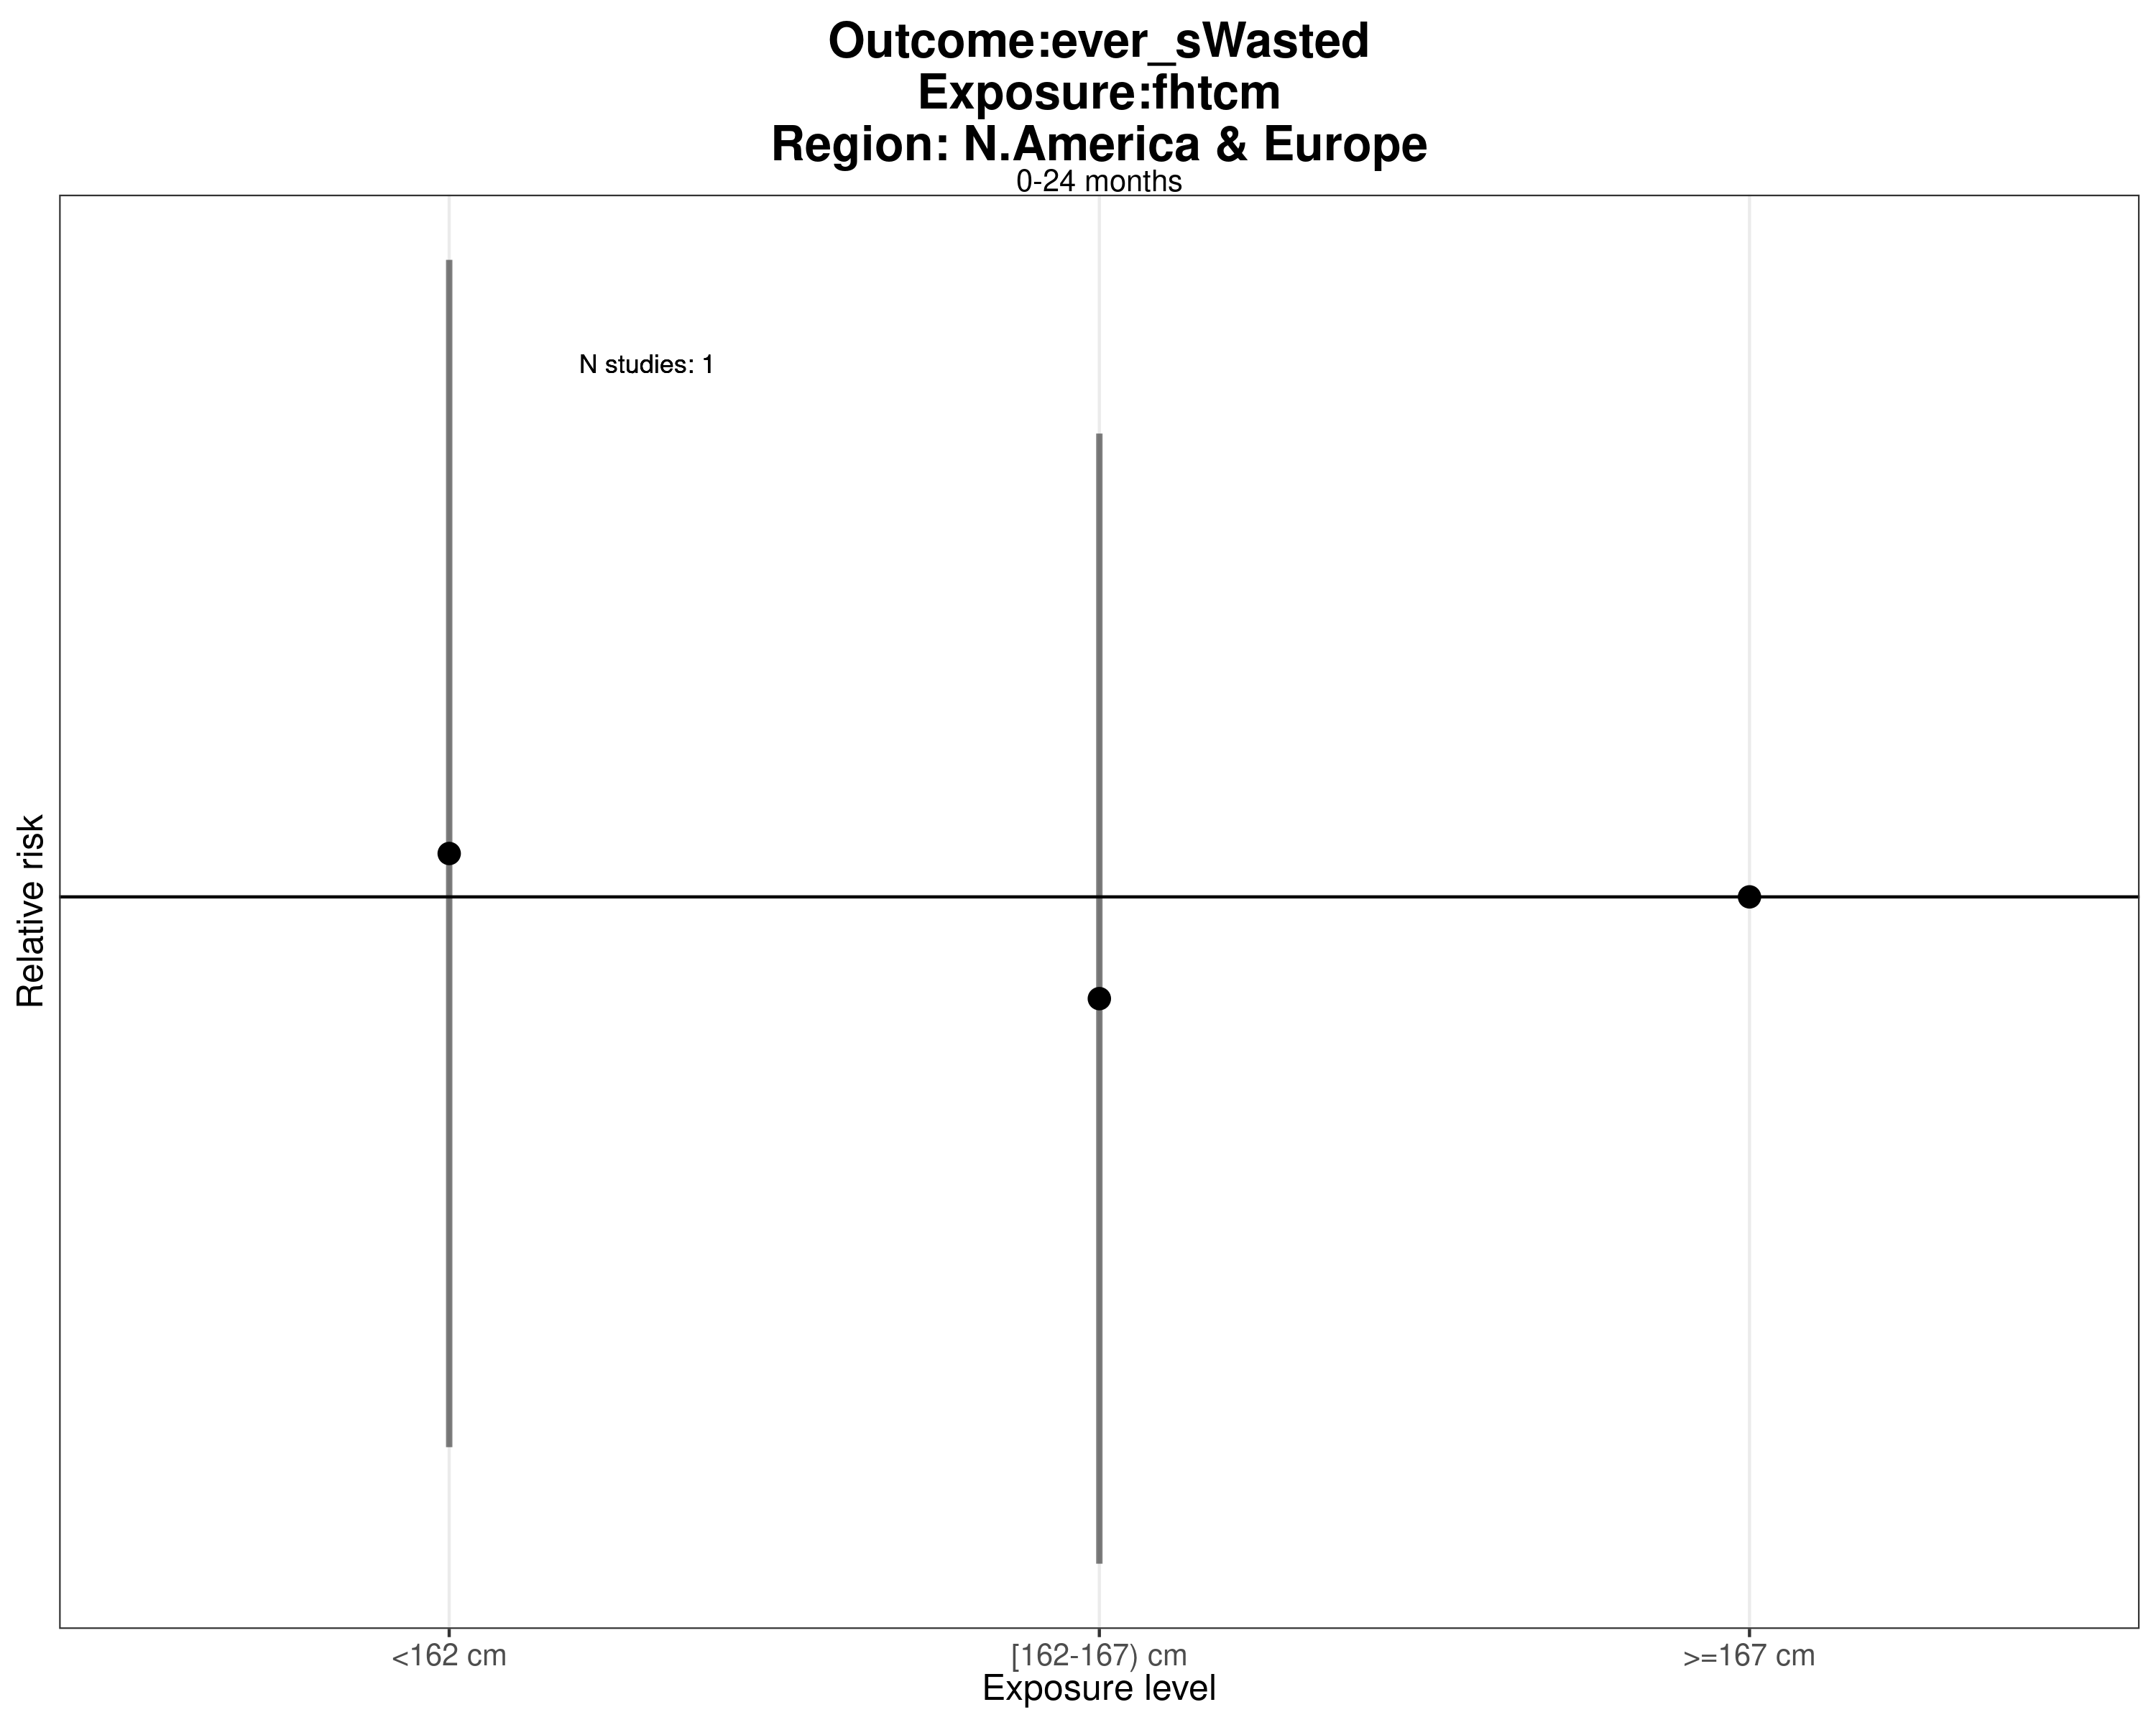 Outcome:ever_sWasted
Exposure:fhtcm
Region: N.America & Europe
0-24 months
N studies: 1
Relative risk
<162 cm
[162-167) cm
>=167 cm
Exposure level